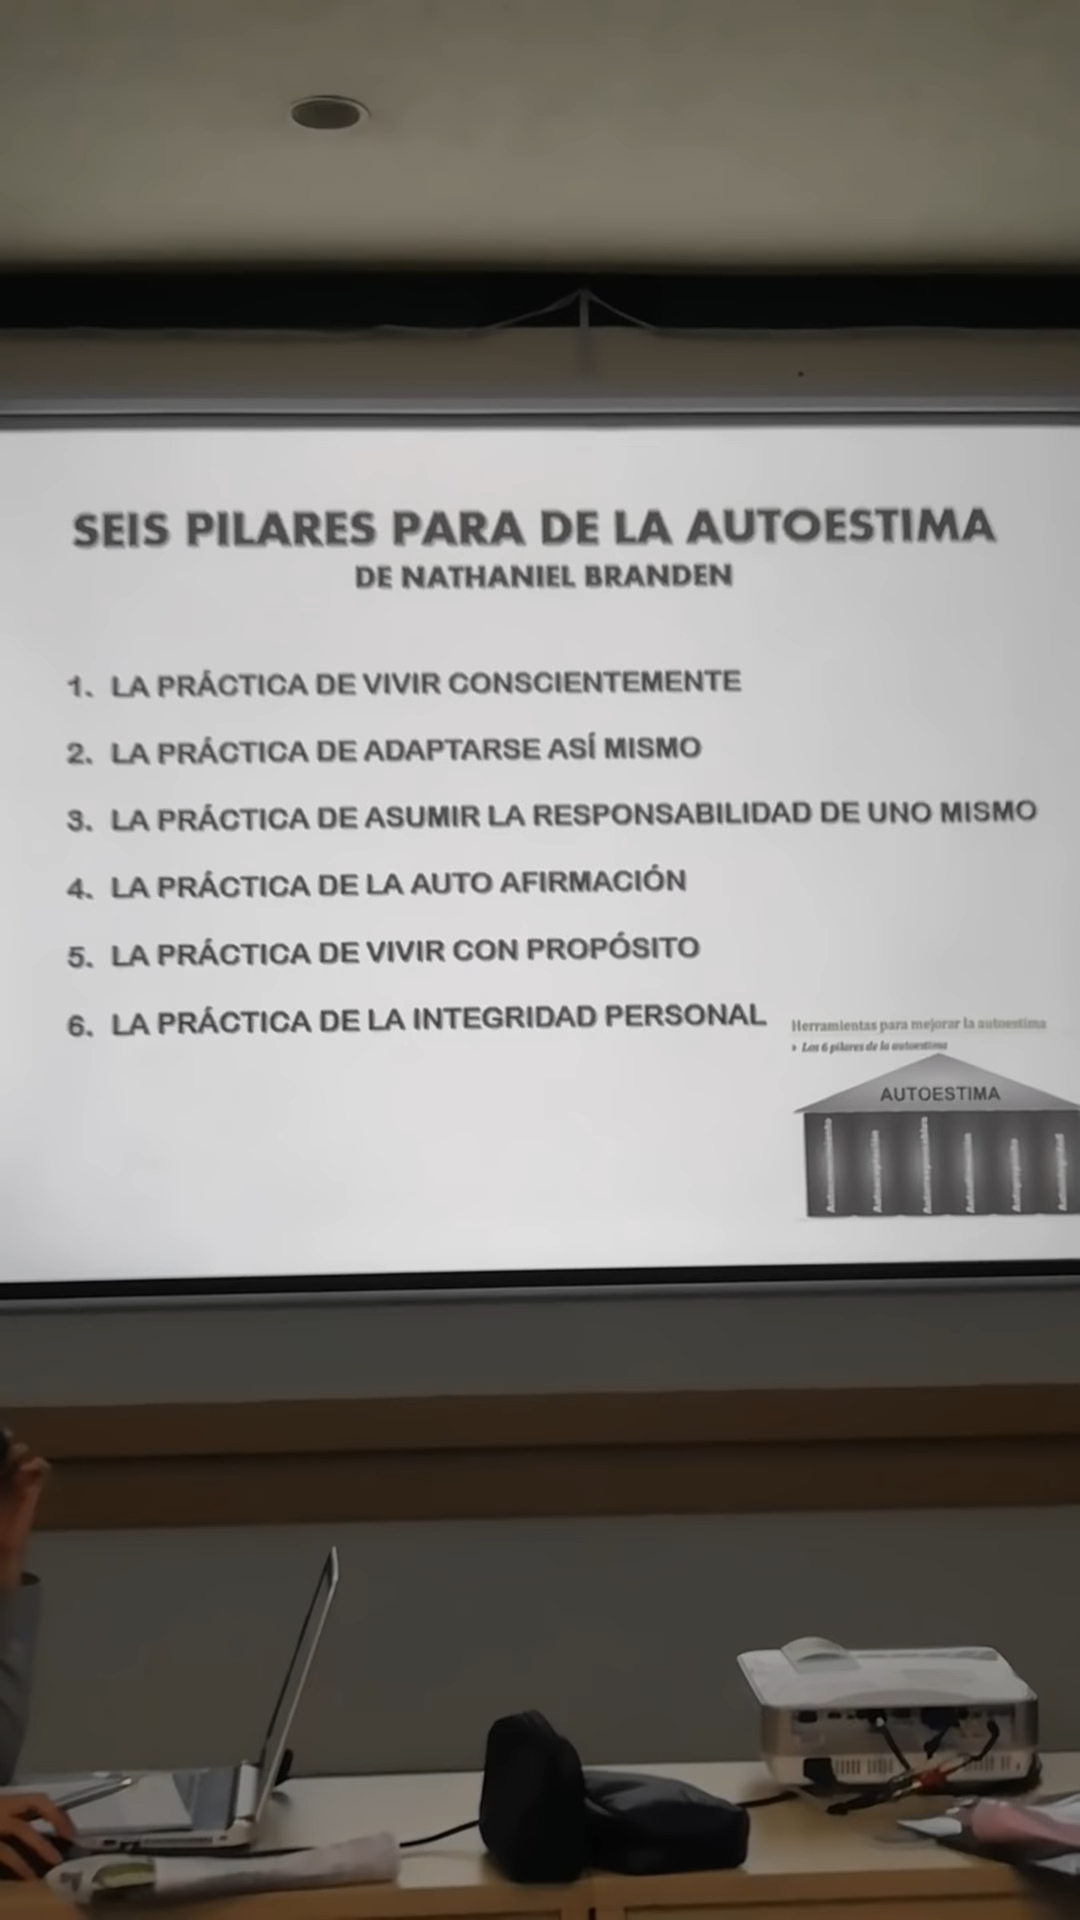 SEIS PILARES PARA DE LA AUTOESTIMA
DE NATHANIEL BRANDEN
1. LA PRÁCTICA DE VIVIR CONSCIENTEMENTE
2. LA PRÁCTICA DE ADAPTARSE ASÍ MISMO
3. LA PRÁCTICA DE ASUMIR LA RESPONSABILIDAD DE UNO MISMO
4. LA PRÁCTICA DE LA AUTO AFIRMACIÓN
5. LA PRÁCTICA DE VIVIR CON PROPÓSITO
6. LA PRÁCTICA DE LA INTEGRIDAD PERSONAL
Herramientas para mejorar la autoestima
› Los 6 pilares de la autoestima
AUTOESTIMA